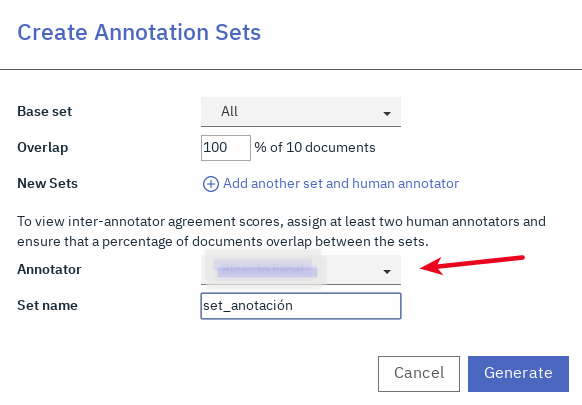 Create Annotation Sets
Base set All
Overlap 100 % of 10 documents
New Sets Add another set and human annotator
To view inter-annotator agreement scores, assign at least two human annotators and
ensure that a percentage of documents overlap between the sets.
Annotator
Set name set_anotación
Cancel Generate